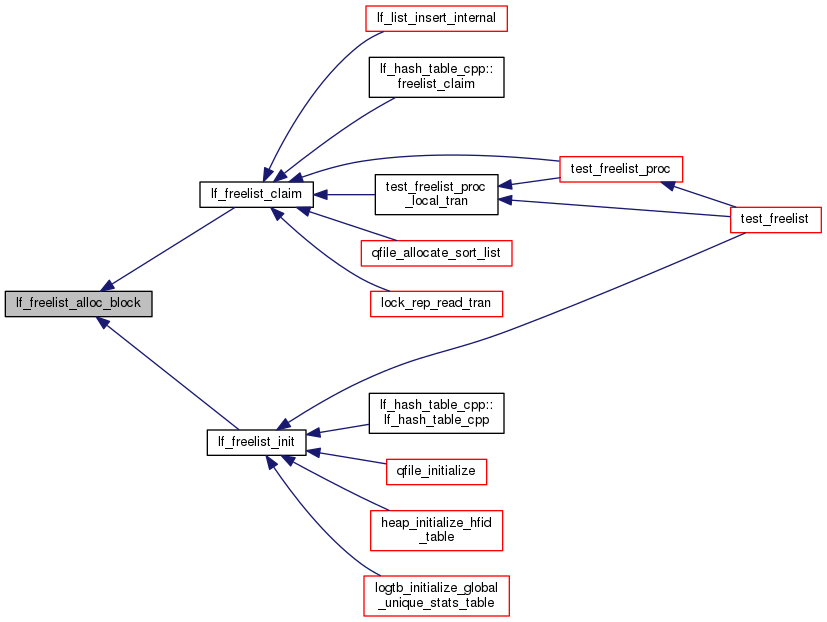 lf_list_insert_internal
lf_hash_table_cpp::
freelist_claim
test_freelist_proc
lf_freelist_claim
test_freelist_proc
_local_tran
test_freelist
qfile_allocate_sort_list
lf_freelist_alloc_block
lock_rep_read_tran
lf_hash_table_cpp::
lf_hash_table_cpp
lf_freelist_init
qfile_initialize
heap_initialize_hfid
_table
logtb_initialize_global
_unique_stats_table